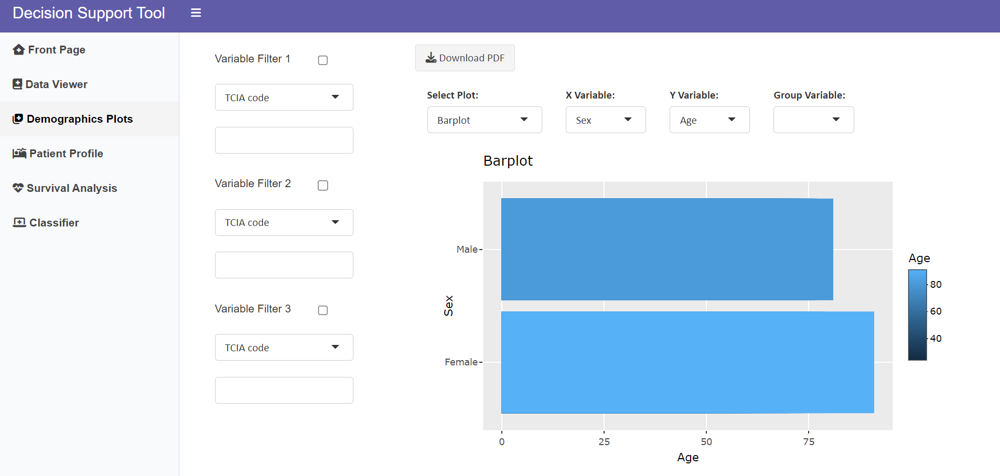 Decision Support Tool
Front Page
Data Viewer
Demographics Plots
Patient Profile
Survival Analysis
Classifier
Variable Filter 1
TCIA code
Variable Filter 2
TCIA code
Variable Filter 3
TCIA code
Download PDF
Select Plot: X Variable: Y Variable: Group Variable:
Barplot Sex Age
Barplot
Male
Female
Sex
0 25 50 75
Age
Age
80
60
40